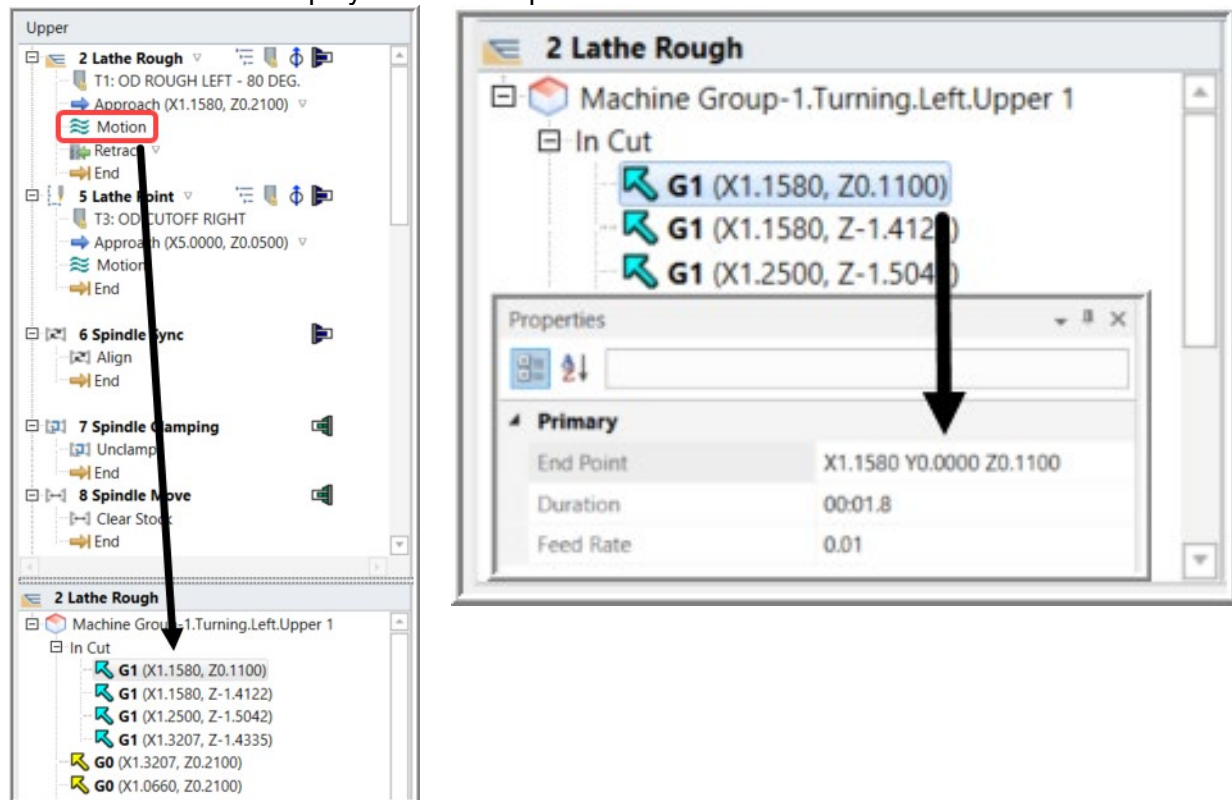 Upper
2 Lathe Rough
T1: OD ROUGH LEFT - 80 DEG.
Approach (X1.1580, Z0.2100)
Motion
Retract
End
5 Lathe Point
T3: OD CUTOFF RIGHT
Approach (X5.0000, Z0.0500)
Motion
End
6 Spindle Sync
Align
End
7 Spindle Clamping
Unclamp
End
8 Spindle Move
Clear Stock
End
2 Lathe Rough
Machine Group-1.Turning.Left.Upper 1
In Cut
G1 (X1.1580, Z0.1100)
G1 (X1.1580, Z-1.4122)
G1 (X1.2500, Z-1.5042)
G1 (X1.3207, Z-1.4335)
G0 (X1.3207, Z0.2100)
G0 (X1.0660, Z0.2100)
2 Lathe Rough
Machine Group-1.Turning.Left.Upper 1
In Cut
G1 (X1.1580, Z0.1100)
G1 (X1.1580, Z-1.4122)
G1 (X1.2500, Z-1.5042)
Properties
Primary
End Point X1.1580 Y0.0000 Z0.1100
Duration 00:01.8
Feed Rate 0.01